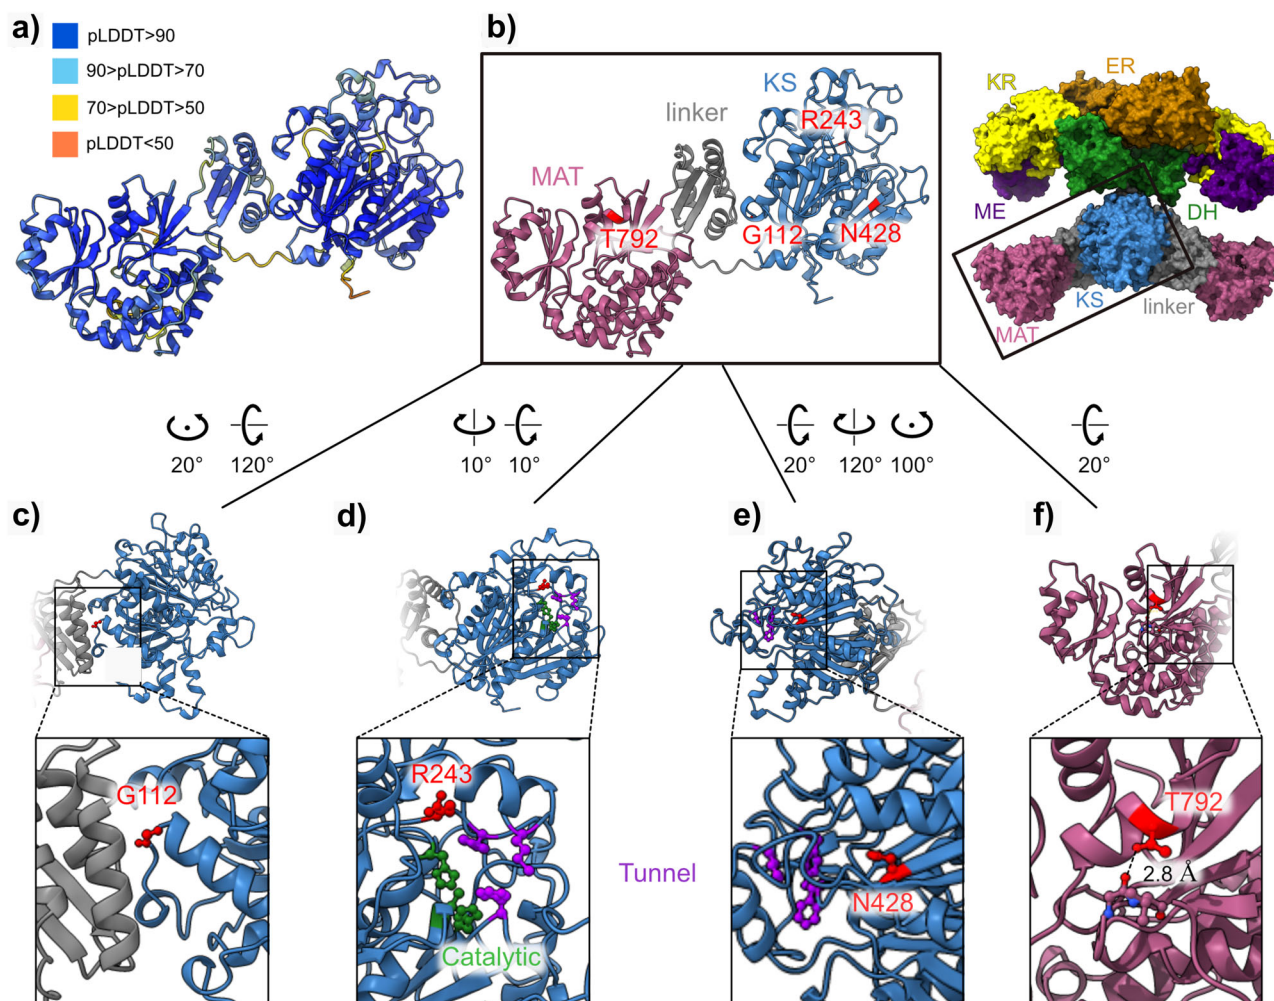 a)
pLDDT>90
90>pLDDT>70
70>pLDDT>50
pLDDT<50
b)
KS
R243
linker
MAT
T792
G112
N428
ER
KR
ME
DH
KS
linker
MAT
20°
120°
10°
10°
20°
120°
100°
20°
c)
d)
e)
f)
G112
R243
Catalytic
Tunnel
N428
T792
2.8 Å